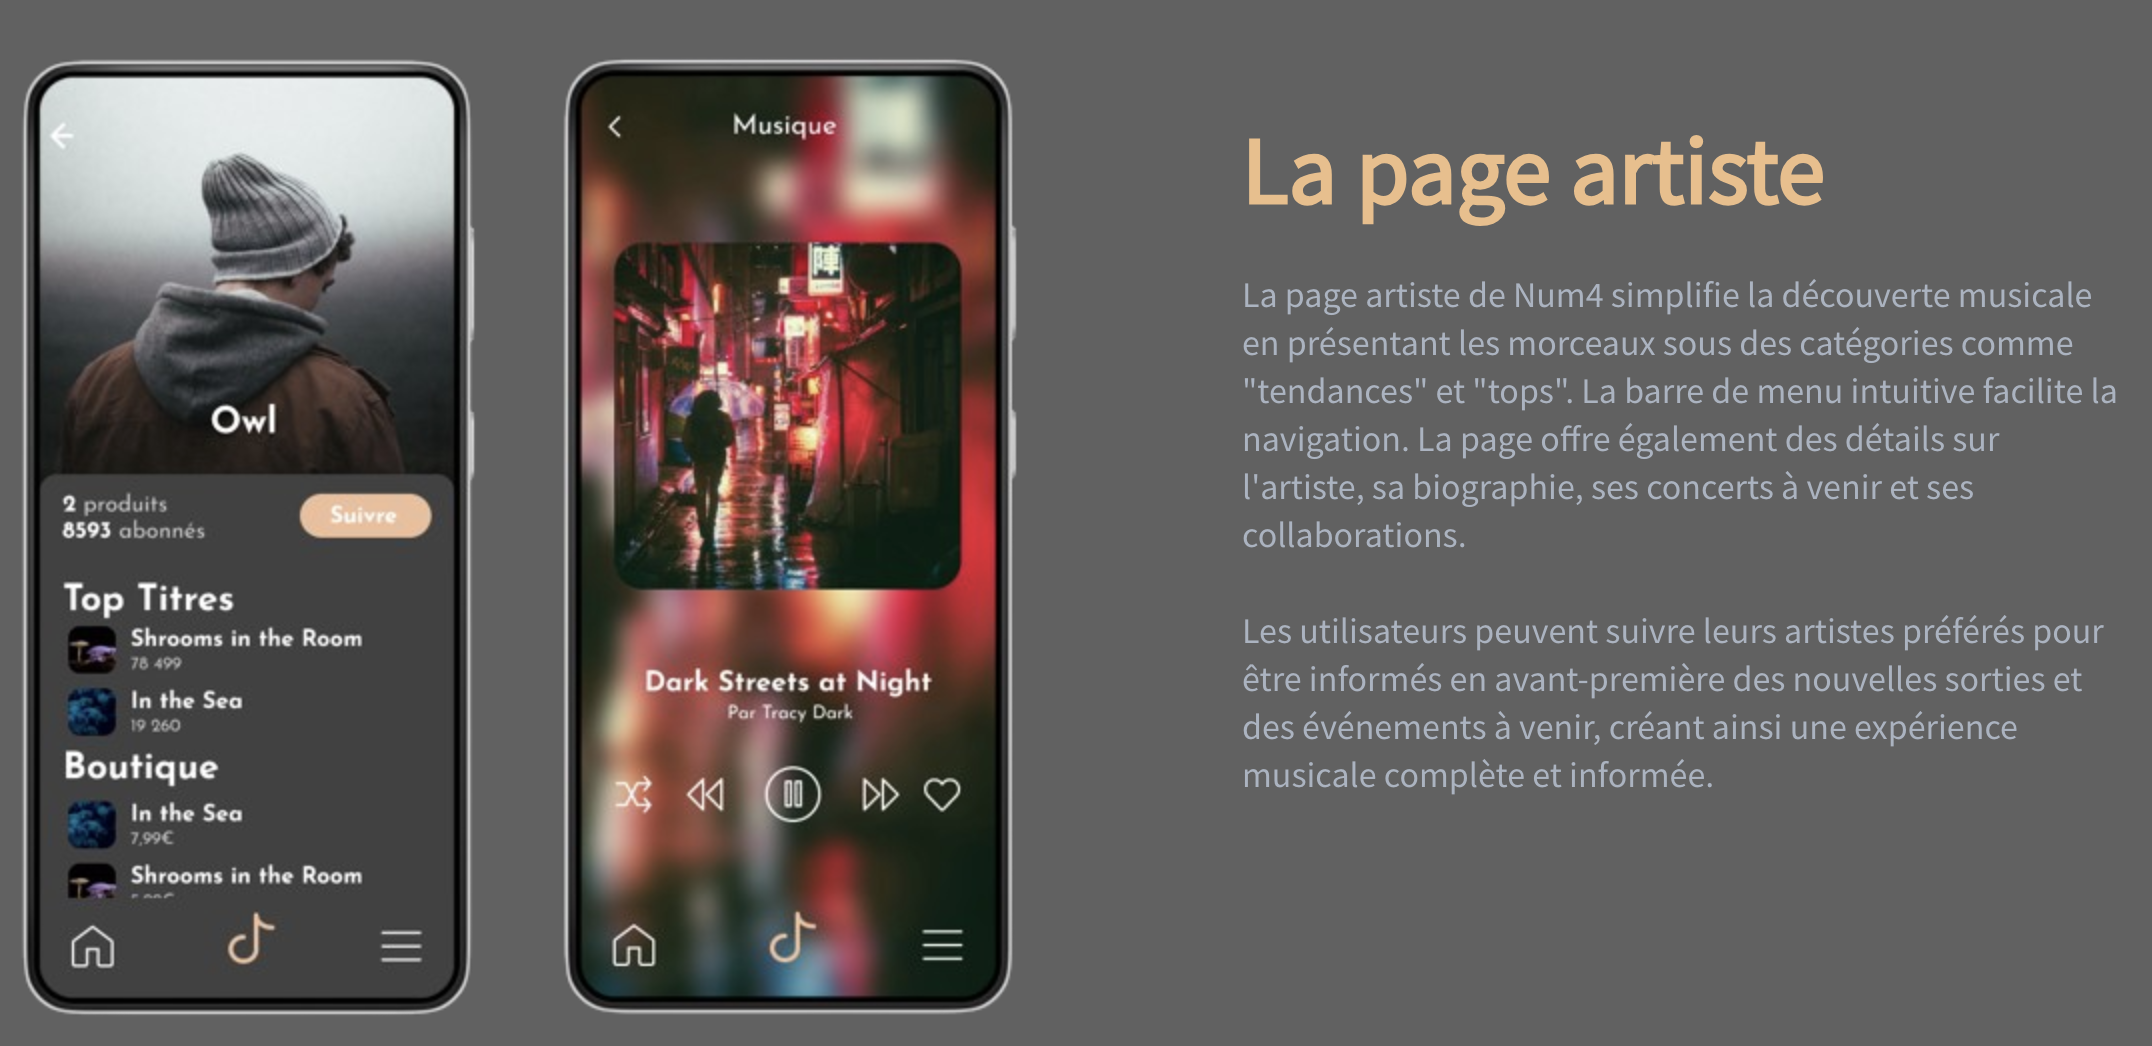 Owl
2 produits
8593 abonnés
Suivre
Top Titres
Shrooms in the Room
78 499
In the Sea
19 260
Boutique
In the Sea
7,99€
Shrooms in the Room
Musique
陣
Dark Streets at Night
Par Tracy Dark
La page artiste
La page artiste de Num4 simplifie la découverte musicale
en présentant les morceaux sous des catégories comme
"tendances" et "tops". La barre de menu intuitive facilite la
navigation. La page offre également des détails sur
l'artiste, sa biographie, ses concerts à venir et ses
collaborations.
Les utilisateurs peuvent suivre leurs artistes préférés pour
être informés en avant-première des nouvelles sorties et
des événements à venir, créant ainsi une expérience
musicale complète et informée.